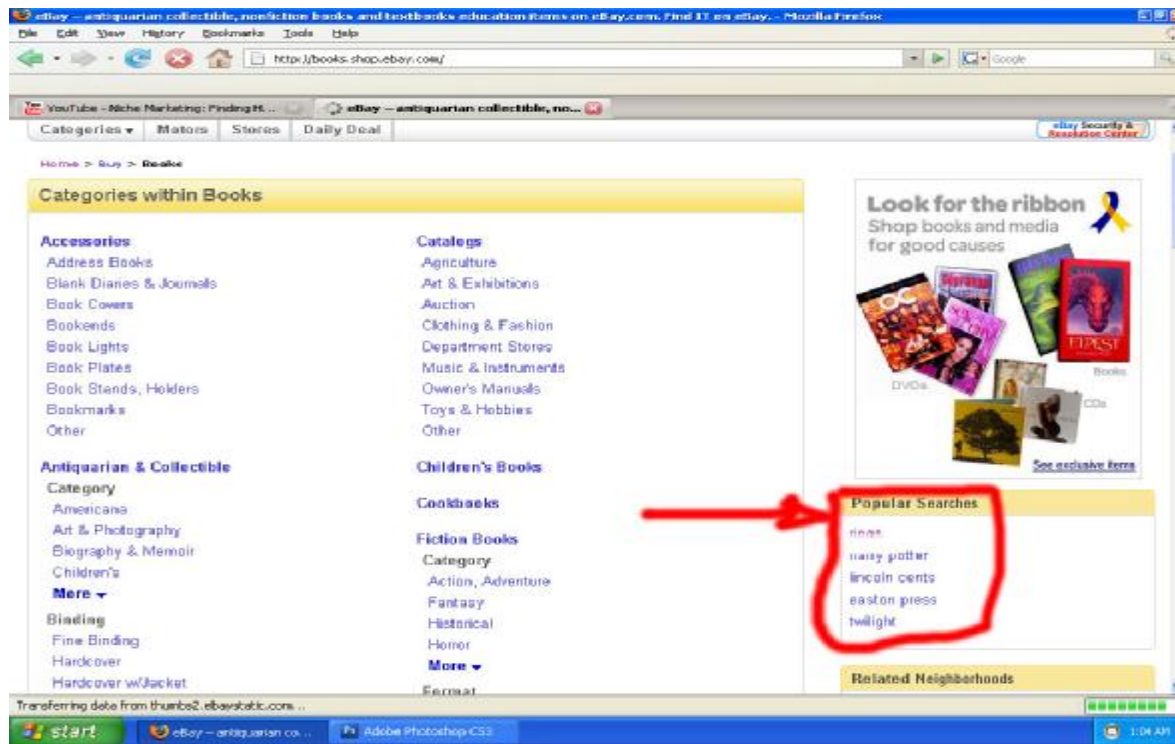 eBay – antiquarian collectible, nonfiction books and textbooks education items on eBay.com. Find IT on eBay. - Mozilla Firefox
File Edit View History Bookmarks Tools Help
http://books.shop.ebay.com/
Google
YouTube - Niche Marketing: Finding H...
eBay – antiquarian collectible, no...
Categories Motors Stores Daily Deal
eBay Security &
Resolution Center
Home > Buy > Books
Categories within Books
Accessories
Address Books
Blank Diaries & Journals
Book Covers
Bookends
Book Lights
Book Plates
Book Stands, Holders
Bookmarks
Other
Antiquarian & Collectible
Category
Americana
Art & Photography
Biography & Memoir
Children's
More
Binding
Fine Binding
Hardcover
Hardcover w/Jacket
Catalogs
Agriculture
Art & Exhibitions
Auction
Clothing & Fashion
Department Stores
Music & Instruments
Owner's Manuals
Toys & Hobbies
Other
Children's Books
Cookbooks
Fiction Books
Category
Action, Adventure
Fantasy
Historical
Horror
More
Format
Look for the ribbon
Shop books and media
for good causes
OC
ELDEST
DVDs
Books
CDs
See exclusive items
Popular Searches
potter
lincoln cents
easton press
twilight
Related Neighborhoods
Transferring data from thumbs2.ebaystatic.com...
start
eBay – antiquarian co...
Adobe Photoshop CS3
1:04 AM